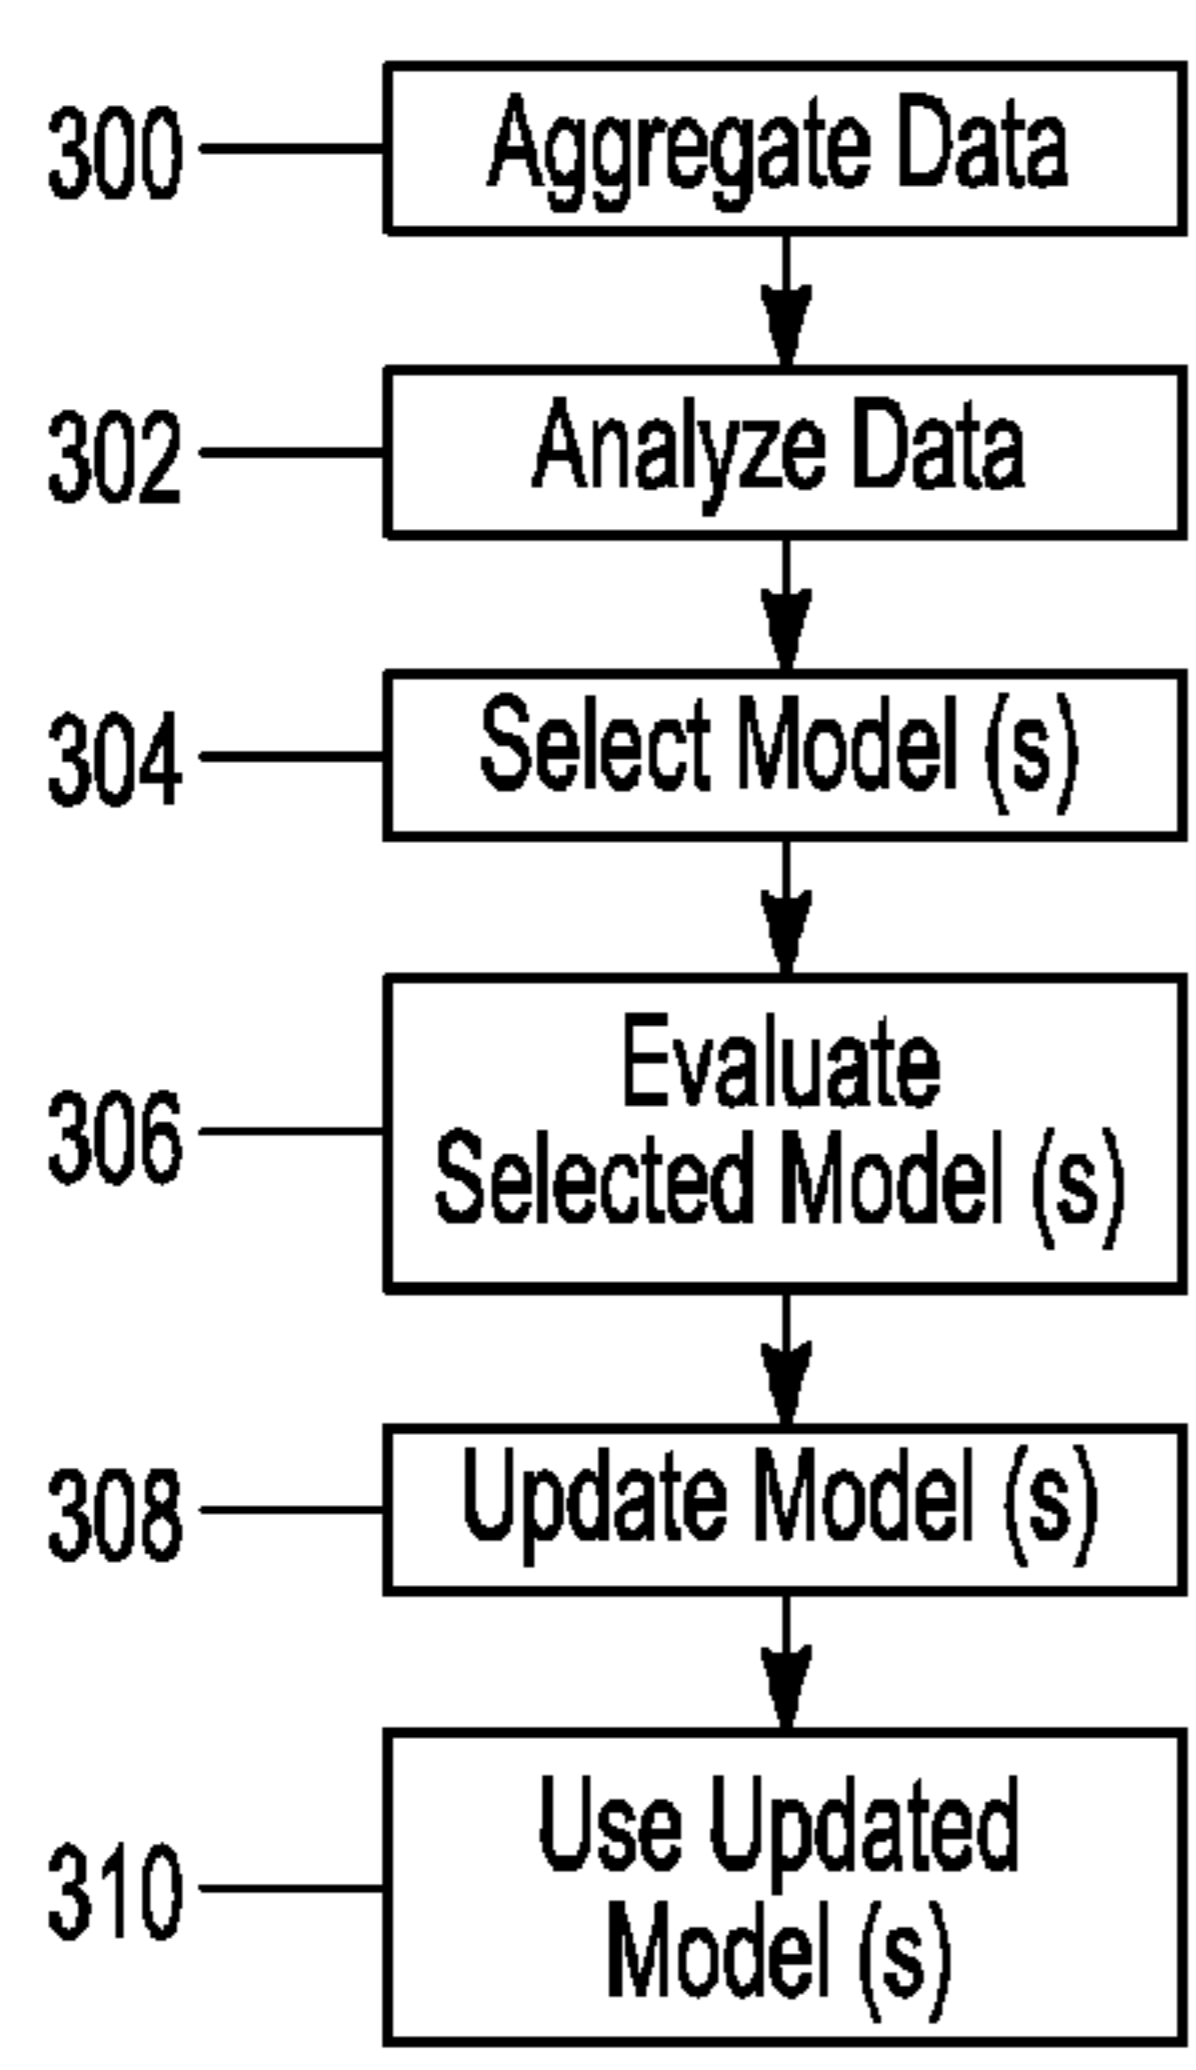 300 Aggregate Data
302 Analyze Data
304 Select Model (s)
306 Evaluate
Selected Model (s)
308 Update Model (s)
310 Use Updated
Model (s)